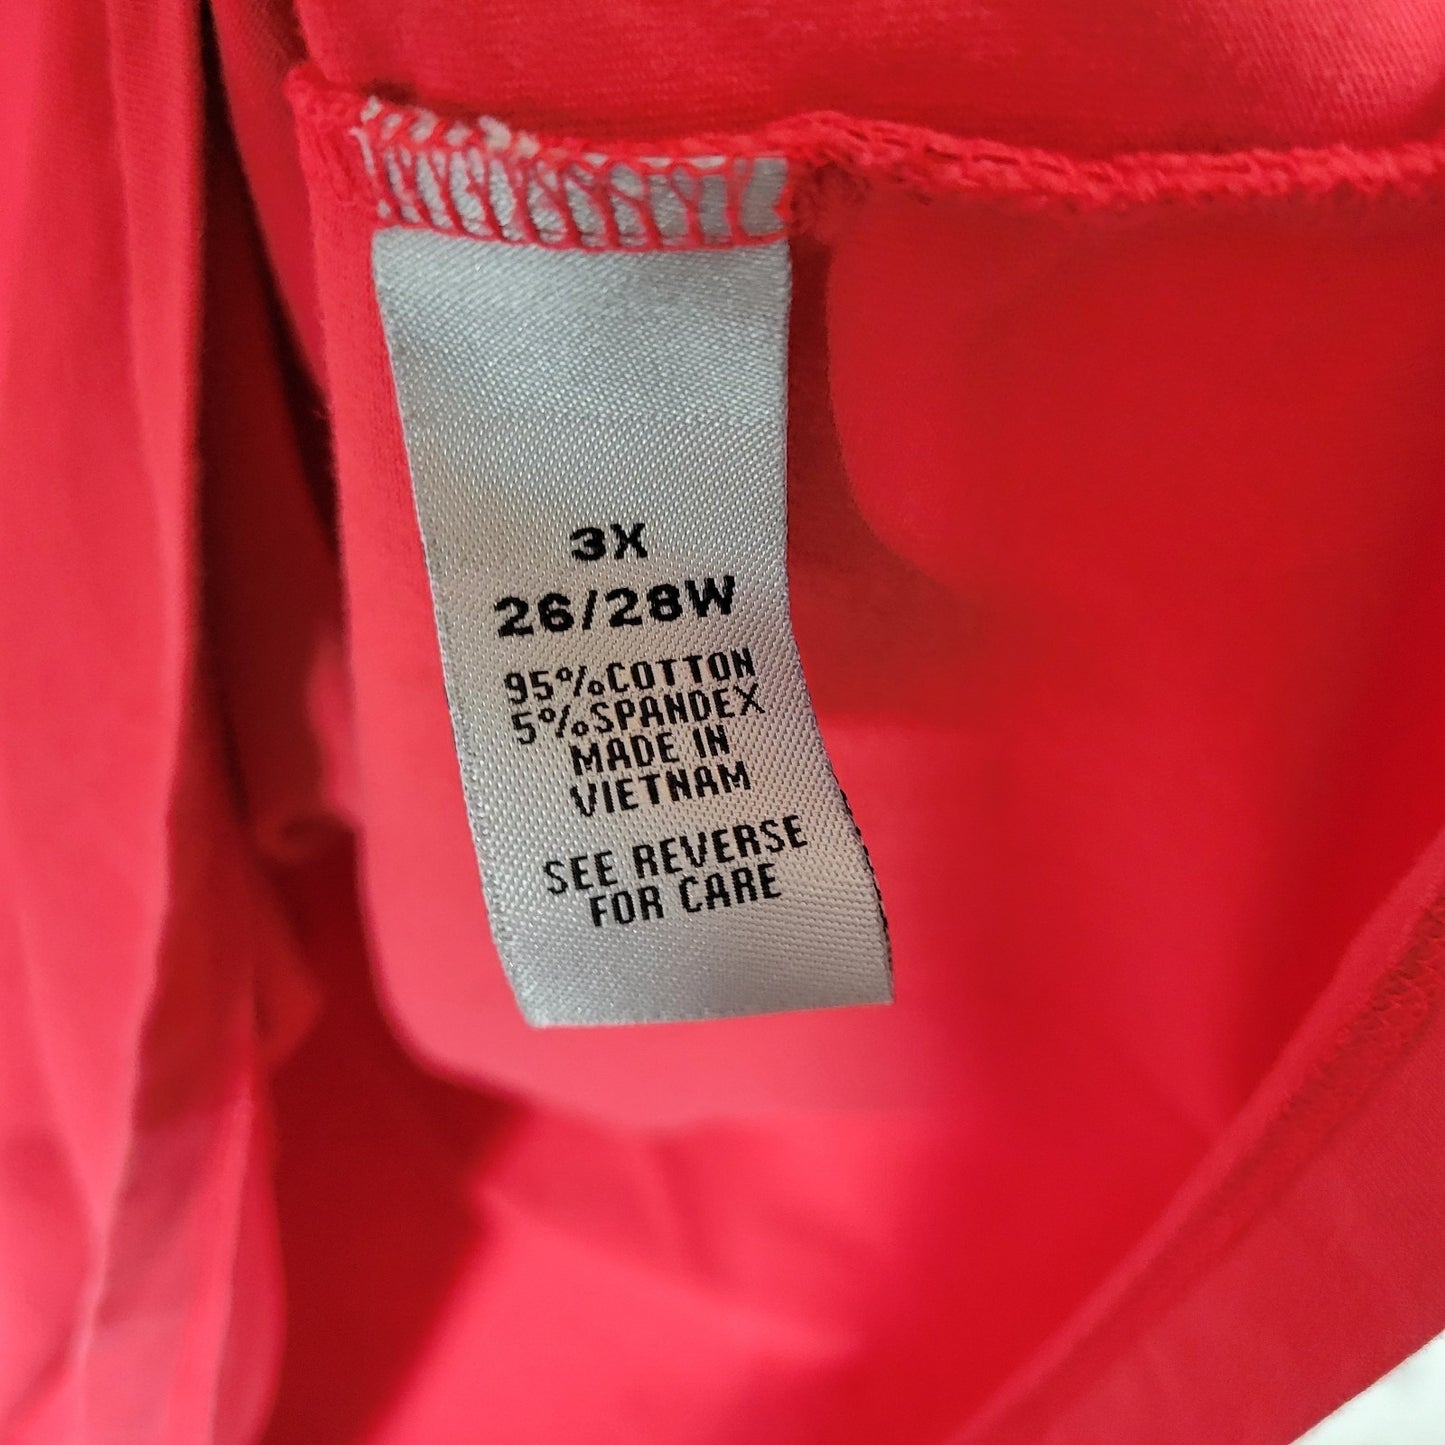 3X
26/28W
95%COTTON
5%SPANDEX
MADE IN
VIETNAM
SEE REVERSE
FOR CARE